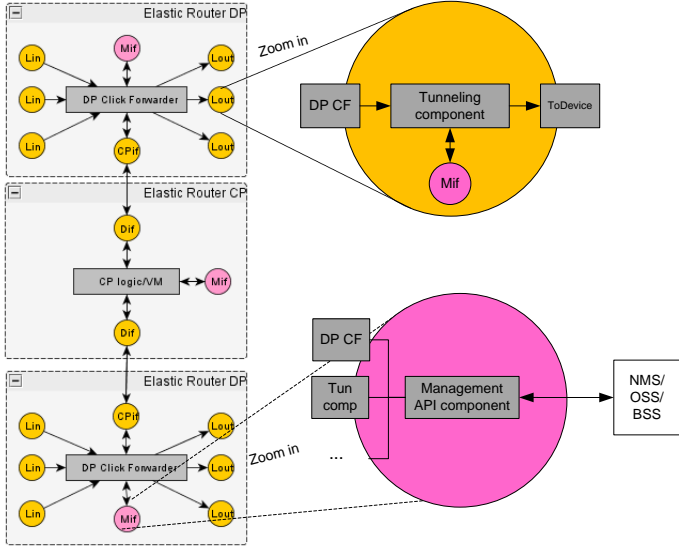 Elastic Router DP
Lin
Mif
Lout
Lin
DP Click Forwarder
Lout
Lin
CPif
Lout
Zoom in
DP CF
Tunneling
component
ToDevice
Mif
Elastic Router CP
Dif
CP logic/VM
Mif
Dif
Elastic Router DP
CPif
Lin
Lout
Lin
DP Click Forwarder
Lout
Lin
Mif
Lout
Zoom in
DP CF
Tun
comp
...
Management
API component
NMS/
OSS/
BSS